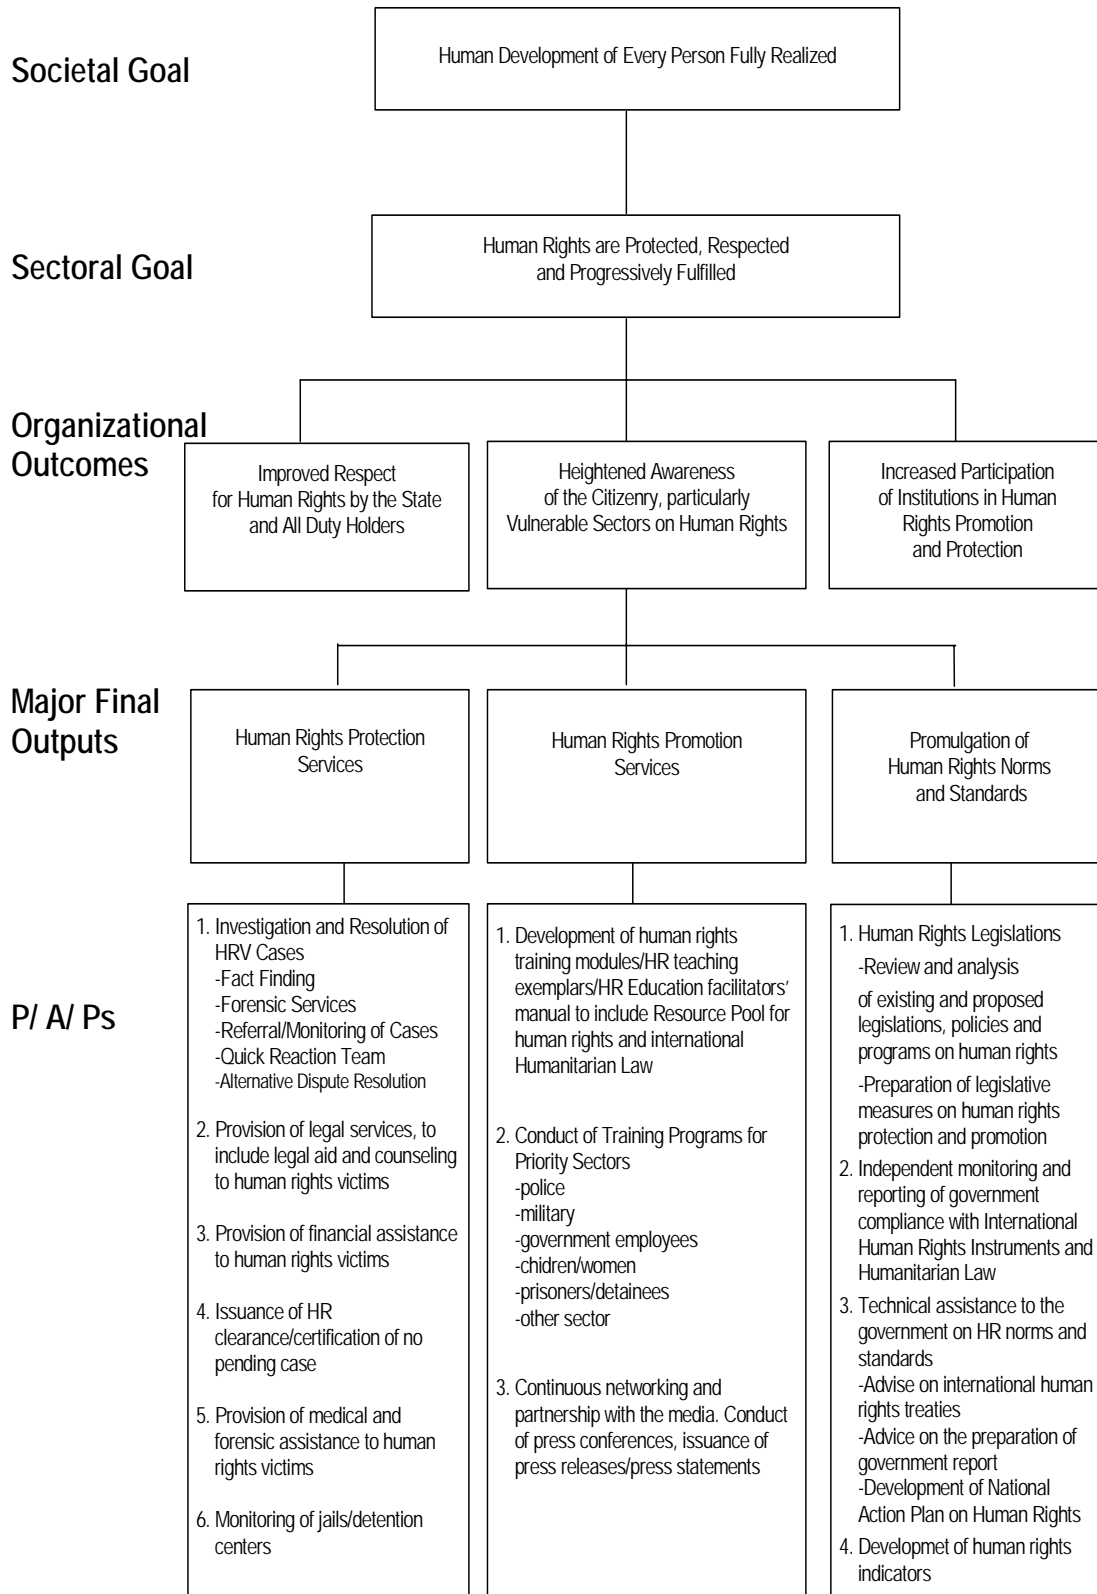 Societal Goal
Human Development of Every Person Fully Realized
Sectoral Goal
Human Rights are Protected, Respected
and Progressively Fulfilled
Organizational
Outcomes
Improved Respect
for Human Rights by the State
and All Duty Holders
Heightened Awareness
of the Citizenry, particularly
Vulnerable Sectors on Human Rights
Increased Participation
of Institutions in Human
Rights Promotion
and Protection
Major Final
Outputs
Human Rights Protection
Services
Human Rights Promotion
Services
Promulgation of
Human Rights Norms
and Standards
P/ A/ Ps
1. Investigation and Resolution of
HRV Cases
-Fact Finding
-Forensic Services
-Referral/Monitoring of Cases
-Quick Reaction Team
-Alternative Dispute Resolution
2. Provision of legal services, to
include legal aid and counseling
to human rights victims
3. Provision of financial assistance
to human rights victims
4. Issuance of HR
clearance/certification of no
pending case
5. Provision of medical and
forensic assistance to human
rights victims
6. Monitoring of jails/detention
centers
1. Development of human rights
training modules/HR teaching
exemplars/HR Education facilitators’
manual to include Resource Pool for
human rights and international
Humanitarian Law
2. Conduct of Training Programs for
Priority Sectors
-police
-military
-government employees
-chidren/women
-prisoners/detainees
-other sector
3. Continuous networking and
partnership with the media. Conduct
of press conferences, issuance of
press releases/press statements
1. Human Rights Legislations
-Review and analysis
of existing and proposed
legislations, policies and
programs on human rights
-Preparation of legislative
measures on human rights
protection and promotion
2. Independent monitoring and
reporting of government
compliance with International
Human Rights Instruments and
Humanitarian Law
3. Technical assistance to the
government on HR norms and
standards
-Advise on international human
rights treaties
-Advice on the preparation of
government report
-Development of National
Action Plan on Human Rights
4. Developmet of human rights
indicators